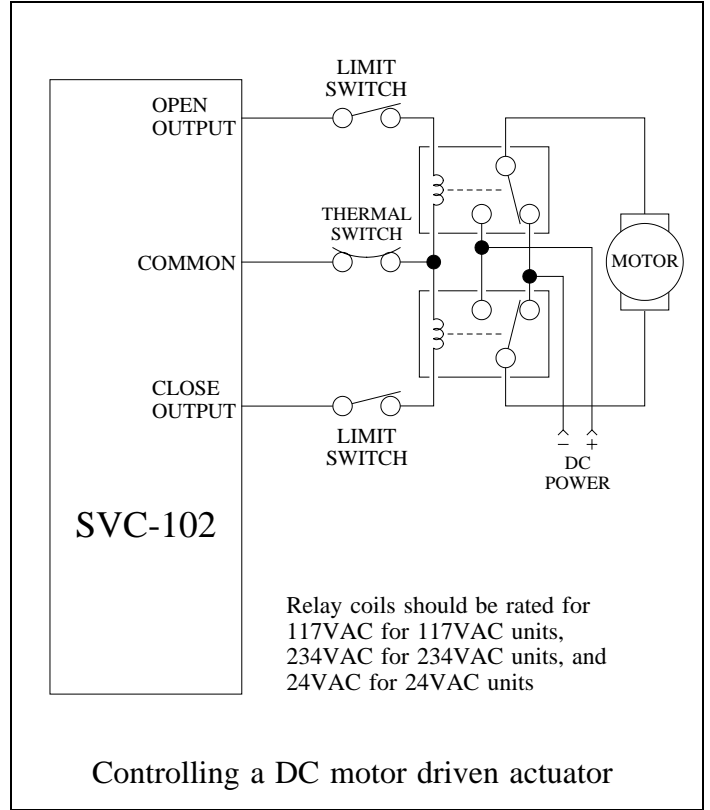 LIMIT
SWITCH
OPEN
OUTPUT
THERMAL
SWITCH
COMMON
MOTOR
CLOSE
OUTPUT
LIMIT
SWITCH
− +
DC
POWER
SVC-102
Relay coils should be rated for
117VAC for 117VAC units,
234VAC for 234VAC units, and
24VAC for 24VAC units
Controlling a DC motor driven actuator